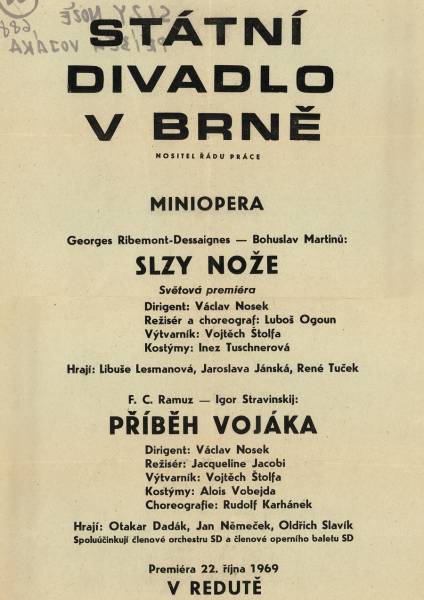 SLZY NOŽE
PŘÍBĚH VOJÁKA
STÁTNÍ
DIVADLO
V BRNĚ
NOSITEL ŘÁDU PRÁCE
MINIOPERA
Georges Ribemont-Dessaignes — Bohuslav Martinů:
SLZY NOŽE
Světová premiéra
Dirigent: Václav Nosek
Režisér a choreograf: Luboš Ogoun
Výtvarník: Vojtěch Štolfa
Kostýmy: Inez Tuschnerová
Hrají: Libuše Lesmanová, Jaroslava Jánská, René Tuček
F. C. Ramuz — Igor Stravinskij:
PŘÍBĚH VOJÁKA
Dirigent: Václav Nosek
Režisér: Jacqueline Jacobi
Výtvarník: Vojtěch Štolfa
Kostýmy: Alois Vobejda
Choreografie: Rudolf Karhánek
Hrají: Otakar Dadák, Jan Němeček, Oldřich Slavík
Spoluúčinkují členové orchestru SD a členové operního baletu SD
Premiéra 22. října 1969
V REDUTĚ